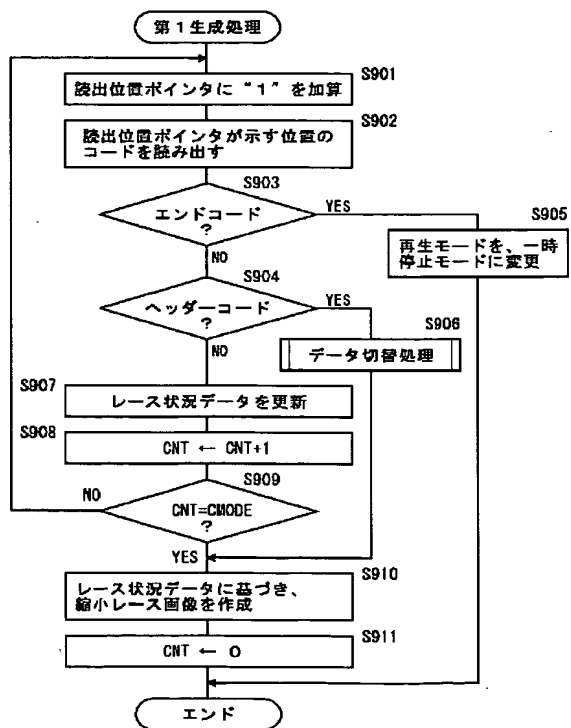 第1生成処理
S901
読出位置ポインタに“1”を加算
S902
読出位置ポインタが示す位置の
コードを読み出す
S903
エンドコード
?
YES
NO
S905
再生モードを、一時
停止モードに変更
S904
ヘッダーコード
?
YES
NO
S906
データ切替処理
S907
レース状況データを更新
S908
CNT ← CNT+1
S909
CNT=CMODE
?
NO
YES
S910
レース状況データに基づき、
縮小レース画像を作成
S911
CNT ← 0
エンド